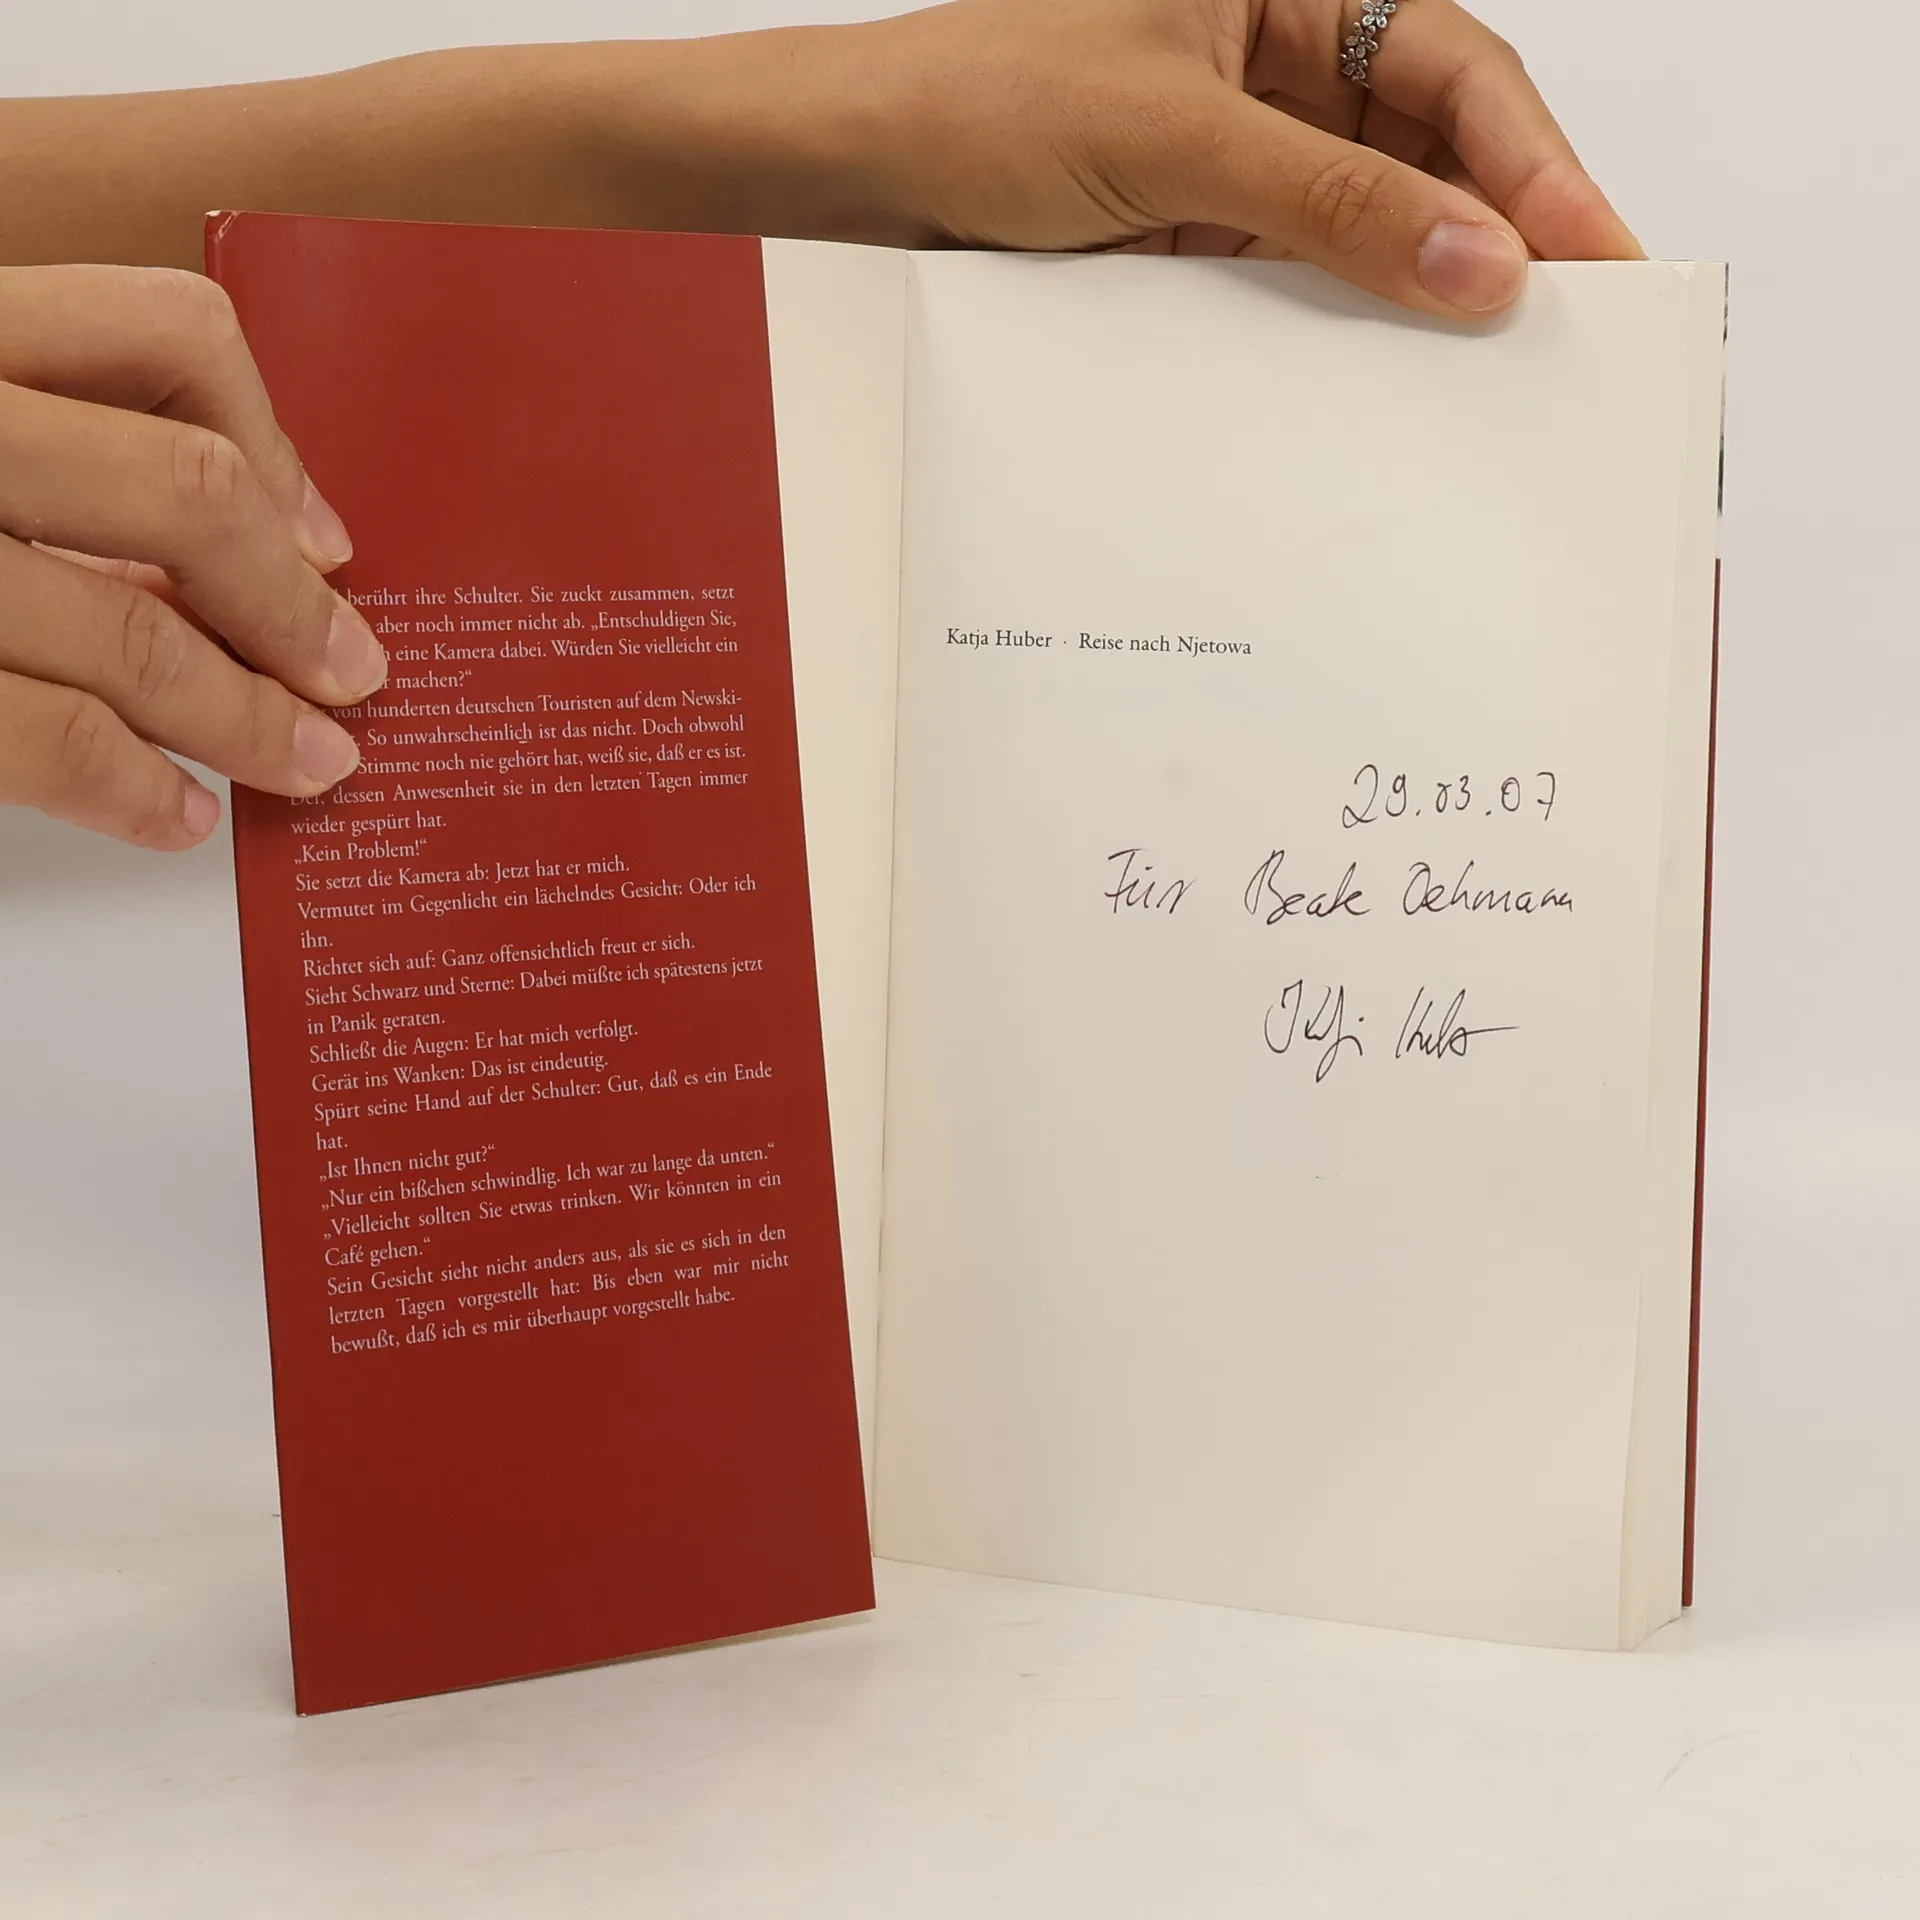 berührt ihre Schulter. Sie zuckt zusammen, setzt
aber noch immer nicht ab. „Entschuldigen Sie,
eine Kamera dabei. Würden Sie vielleicht ein
machen?“
von hunderten deutschen Touristen auf dem Newski-
So unwahrscheinlich ist das nicht. Doch obwohl
Stimme noch nie gehört hat, weiß sie, daß er es ist.
Der, dessen Anwesenheit sie in den letzten Tagen immer
wieder gespürt hat.
„Kein Problem!“
Sie setzt die Kamera ab: Jetzt hat er mich.
Vermutet im Gegenlicht ein lächelndes Gesicht: Oder ich
ihn.
Richtet sich auf: Ganz offensichtlich freut er sich.
Sieht Schwarz und Sterne: Dabei müßte ich spätestens jetzt
in Panik geraten.
Schließt die Augen: Er hat mich verfolgt.
Gerät ins Wanken: Das ist eindeutig.
Spürt seine Hand auf der Schulter: Gut, daß es ein Ende
hat.
„Ist Ihnen nicht gut?“
„Nur ein bißchen schwindlig. Ich war zu lange da unten.“
„Vielleicht sollten Sie etwas trinken. Wir könnten in ein
Café gehen.“
Sein Gesicht sieht nicht anders aus, als sie es sich in den
letzten Tagen vorgestellt hat: Bis eben war mir nicht
bewußt, daß ich es mir überhaupt vorgestellt habe.
Katja Huber · Reise nach Njetowa
29.03.07
Für Beate Oehmann
Katja Huber